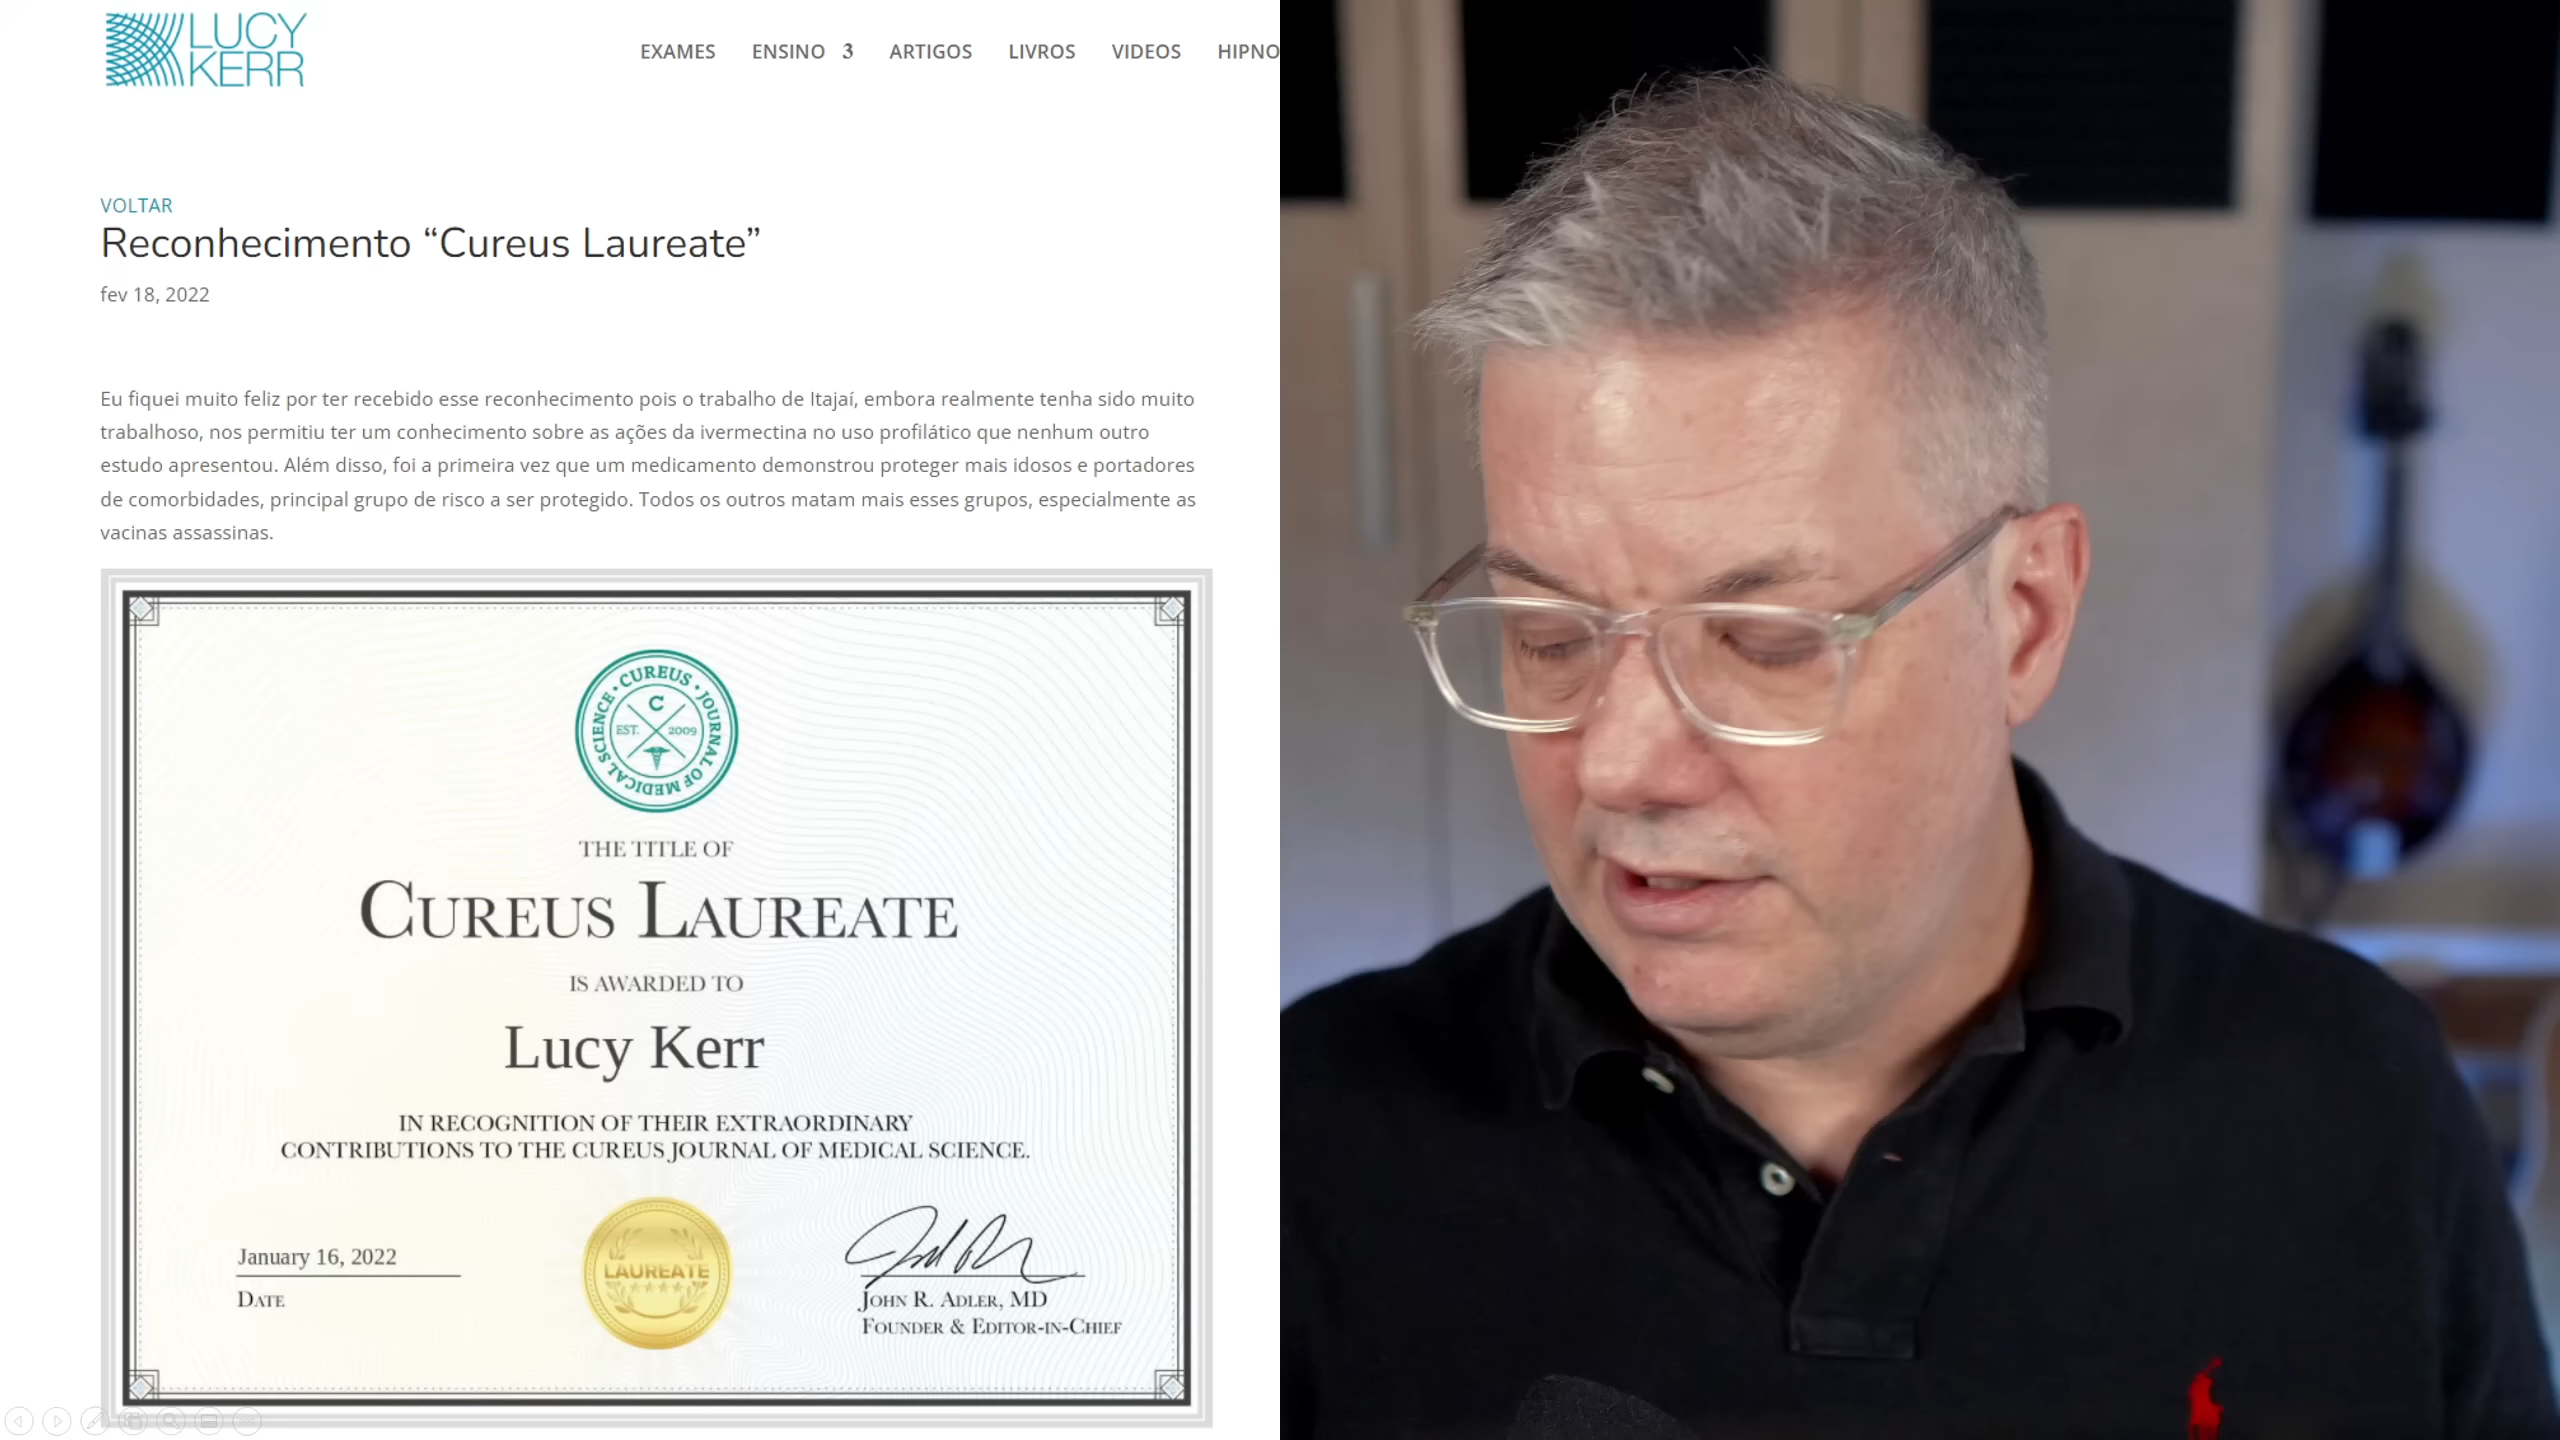 LUCY
KERR
EXAMES ENSINO 3 ARTIGOS LIVROS VIDEOS HIPNO
VOLTAR
Reconhecimento “Cureus Laureate”
fev 18, 2022
Eu fiquei muito feliz por ter recebido esse reconhecimento pois o trabalho de Itajaí, embora realmente tenha sido muito
trabalhoso, nos permitiu ter um conhecimento sobre as ações da ivermectina no uso profilático que nenhum outro
estudo apresentou. Além disso, foi a primeira vez que um medicamento demonstrou proteger mais idosos e portadores
de comorbidades, principal grupo de risco a ser protegido. Todos os outros matam mais esses grupos, especialmente as
vacinas assassinas.
CUREUS • JOURNAL OF MEDICAL SCIENCE •
C
EST. 2009
THE TITLE OF
CUREUS LAUREATE
IS AWARDED TO
Lucy Kerr
IN RECOGNITION OF THEIR EXTRAORDINARY
CONTRIBUTIONS TO THE CUREUS JOURNAL OF MEDICAL SCIENCE.
January 16, 2022
DATE
LAUREATE
JOHN R. ADLER, MD
FOUNDER & EDITOR-IN-CHIEF